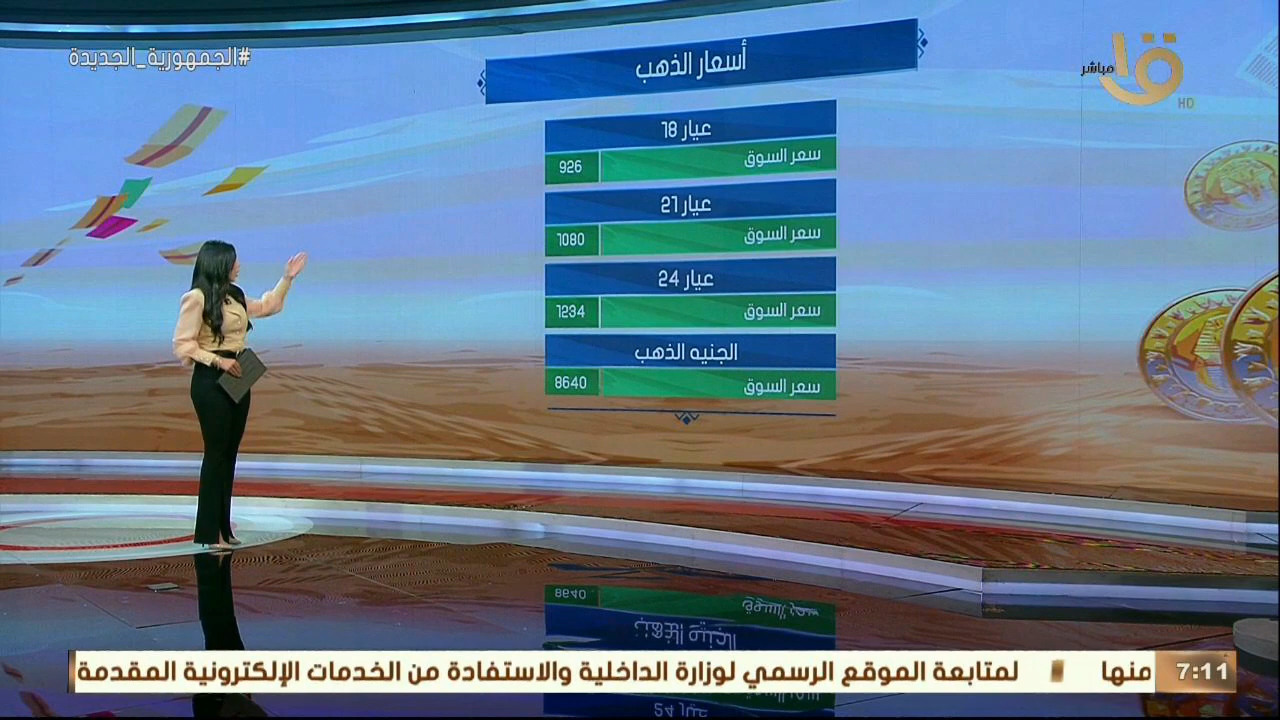 #الجمهورية_الجديدة
مباشر
HD
أسعار الذهب
عيار 18
سعر السوق 926
عيار 21
سعر السوق 1080
عيار 24
سعر السوق 1234
الجنيه الذهب
سعر السوق 8640
7:11
منها
لمتابعة الموقع الرسمي لوزارة الداخلية والاستفادة من الخدمات الإلكترونية المقدمة